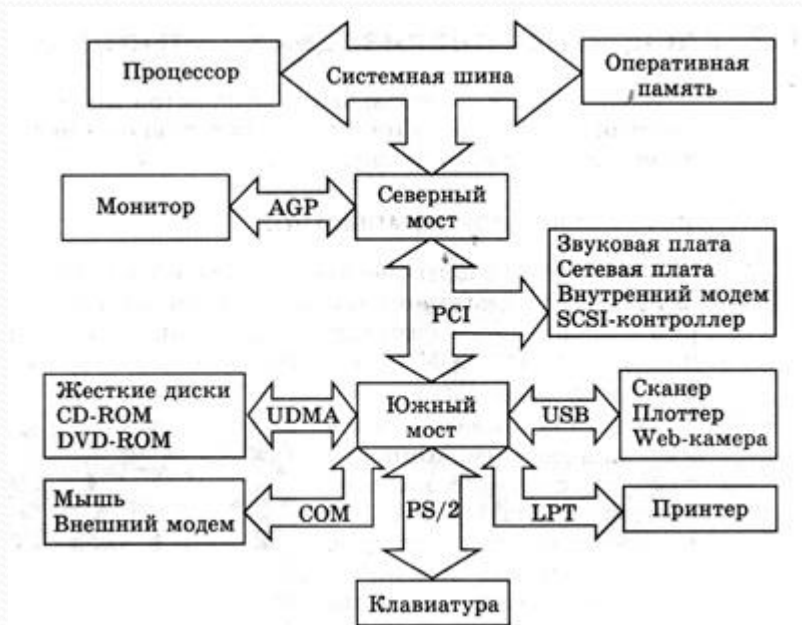 Процессор
Системная шина
Оперативная
память
Монитор
AGP
Северный
мост
Звуковая плата
Сетевая плата
Внутренний модем
SCSI-контроллер
PCI
Жесткие диски
CD-ROM
DVD-ROM
UDMA
Южный
мост
USB
Сканер
Плоттер
Web-камера
Мышь
Внешний модем
COM
PS/2
LPT
Принтер
Клавиатура